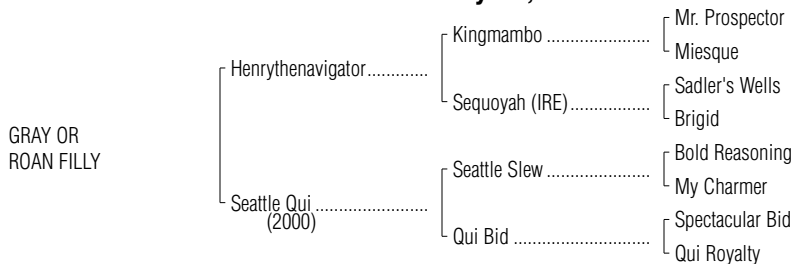 Mr. Prospector
Kingmambo ........................
Miesque
Henrythenavigator.............
Sadler's Wells
Sequoyah (IRE)..................
Brigid
GRAY OR
ROAN FILLY
Bold Reasoning
Seattle Slew ........................
My Charmer
Seattle Qui ..........................
(2000)
Spectacular Bid
Qui Bid ................................
Qui Royalty